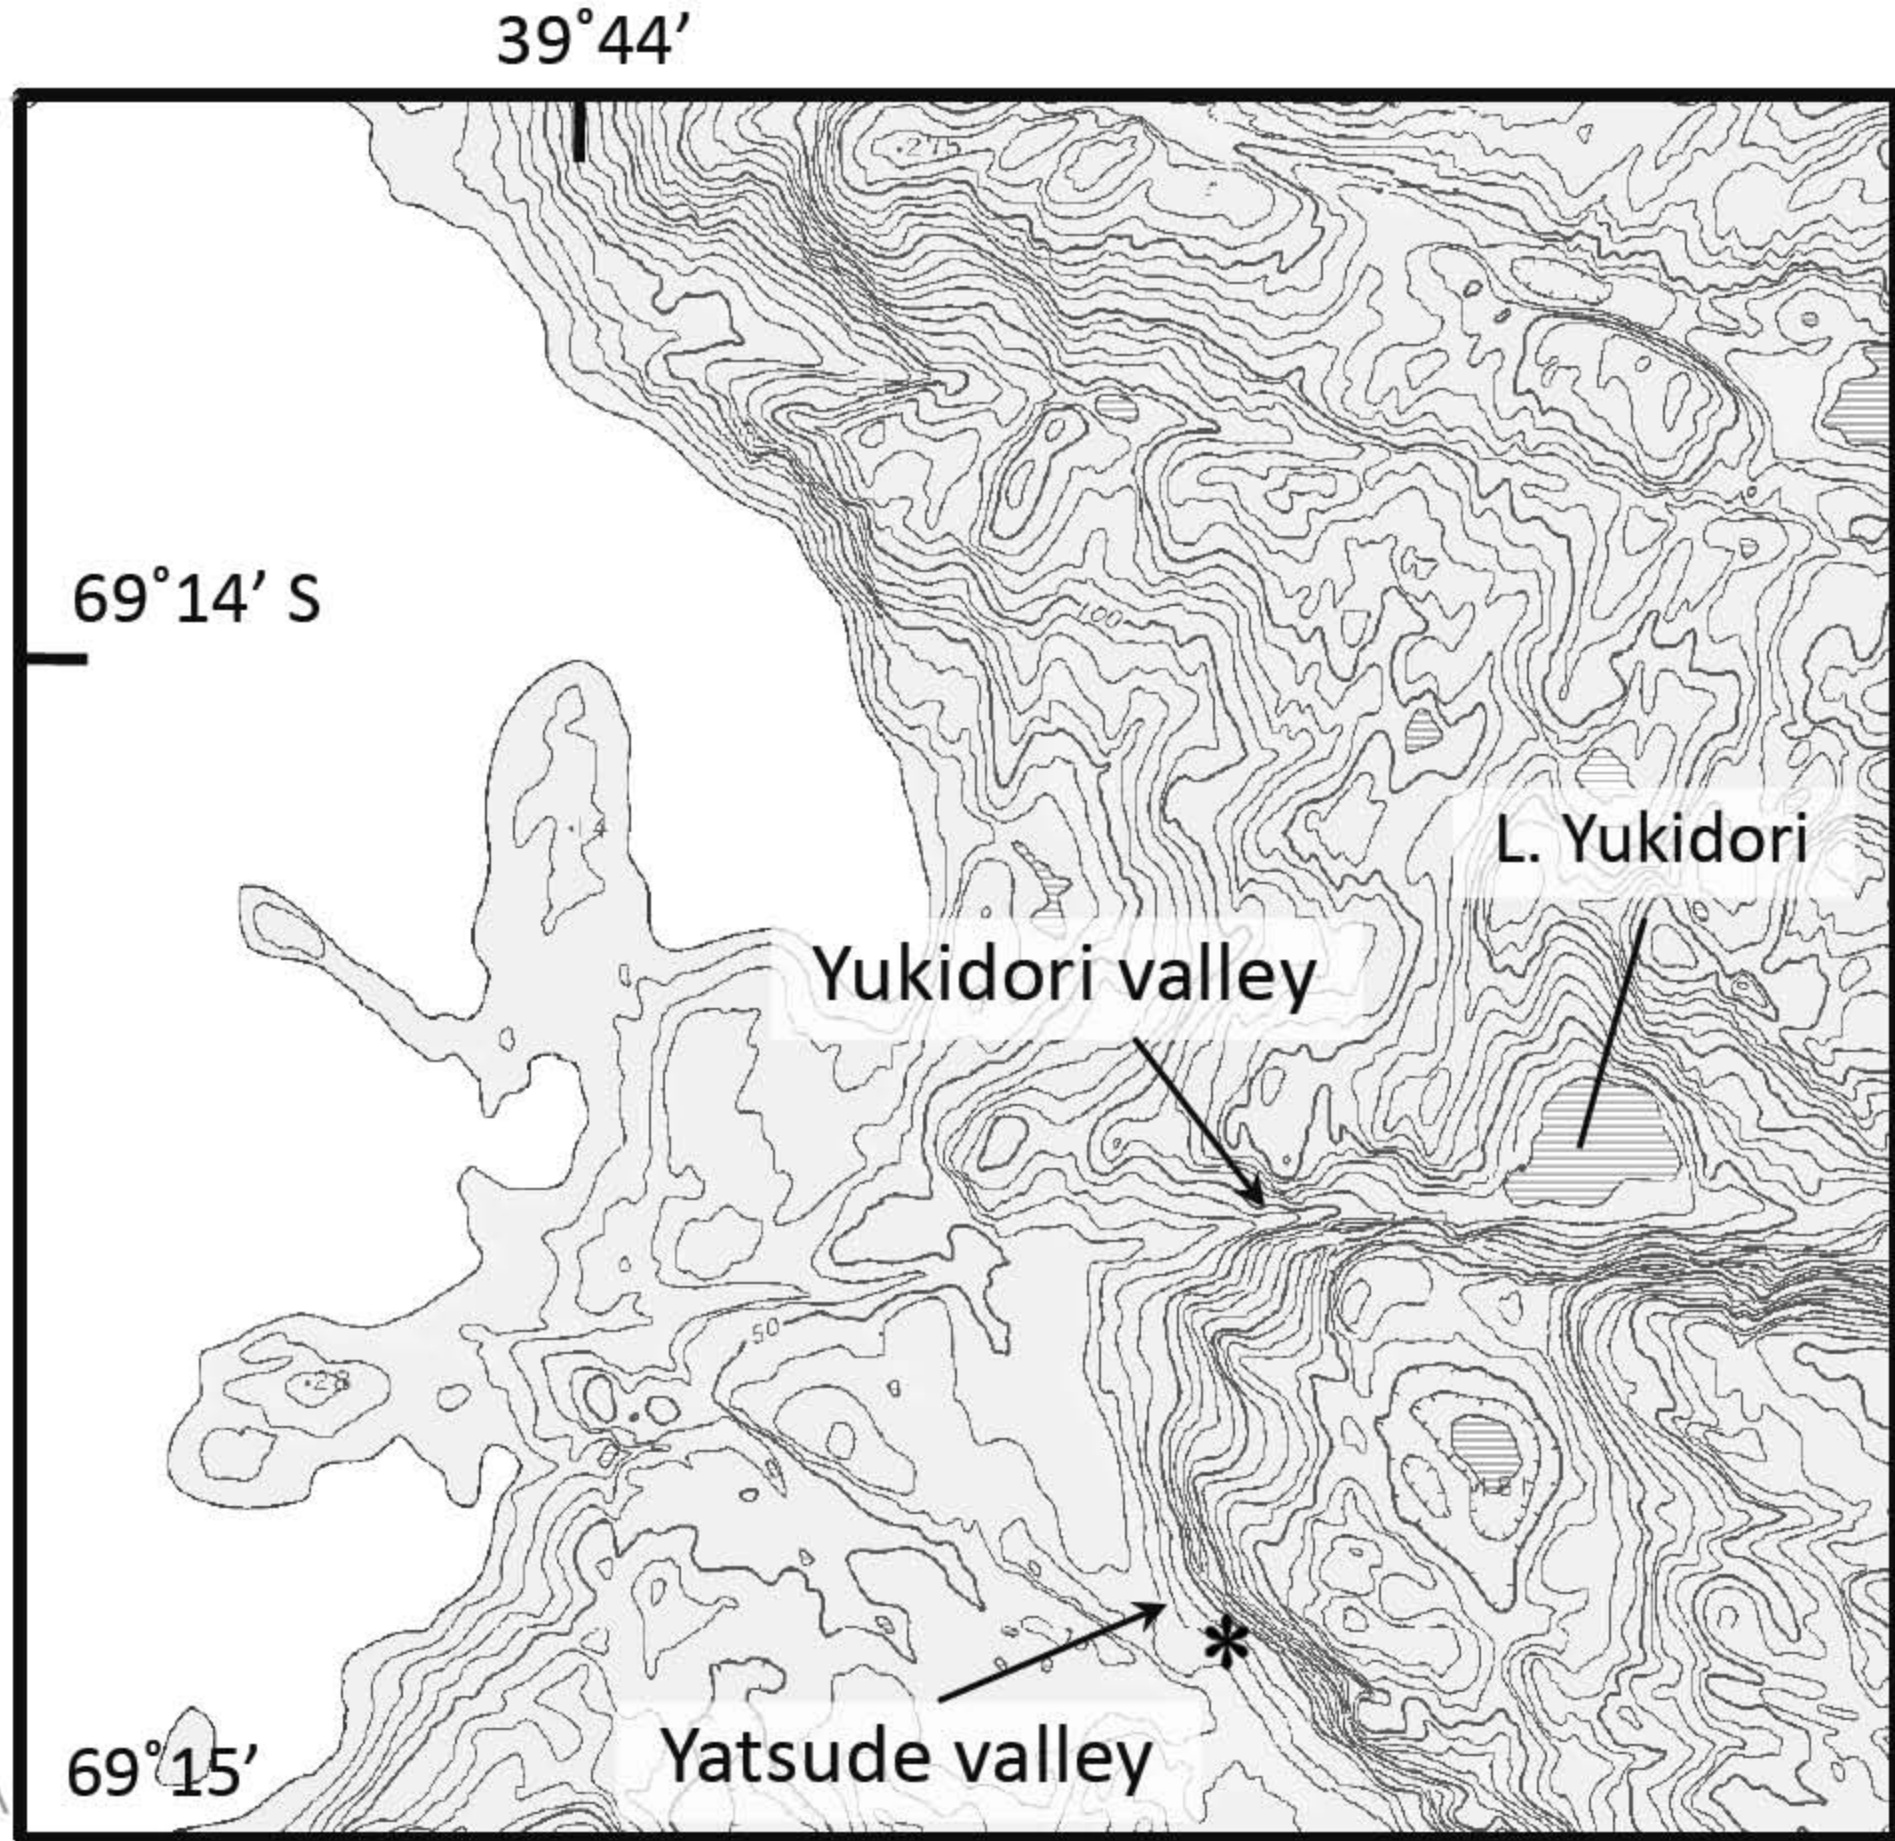 39°44′
69°14′ S
100
L. Yukidori
Yukidori valley
50
*
Yatsude valley
69°15′